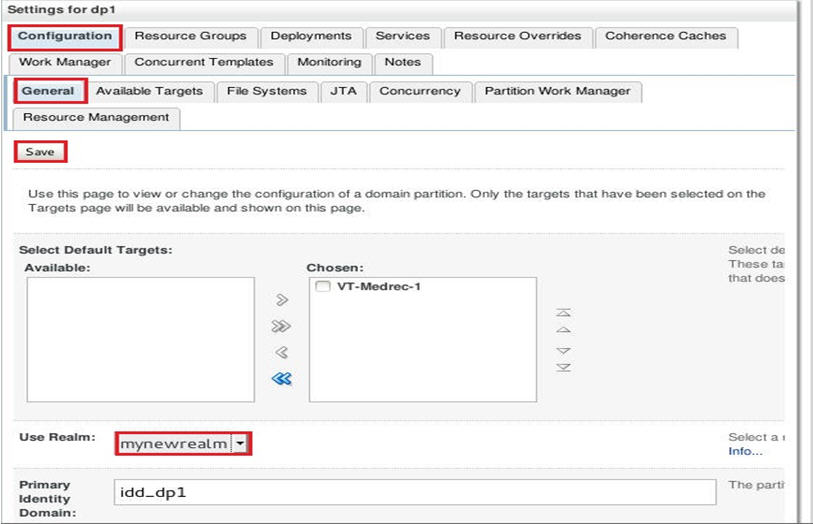 Settings for dp1
Configuration Resource Groups Deployments Services Resource Overrides Coherence Caches
Work Manager Concurrent Templates Monitoring Notes
General Available Targets File Systems JTA Concurrency Partition Work Manager
Resource Management
Save
Use this page to view or change the configuration of a domain partition. Only the targets that have been selected on the
Targets page will be available and shown on this page.
Select Default Targets:
Available:
Chosen:
VT-Medrec-1
Select de
These ta
that does
Use Realm:
mynewrealm
Select a
Info...
Primary
Identity
Domain:
idd_dp1
The parti